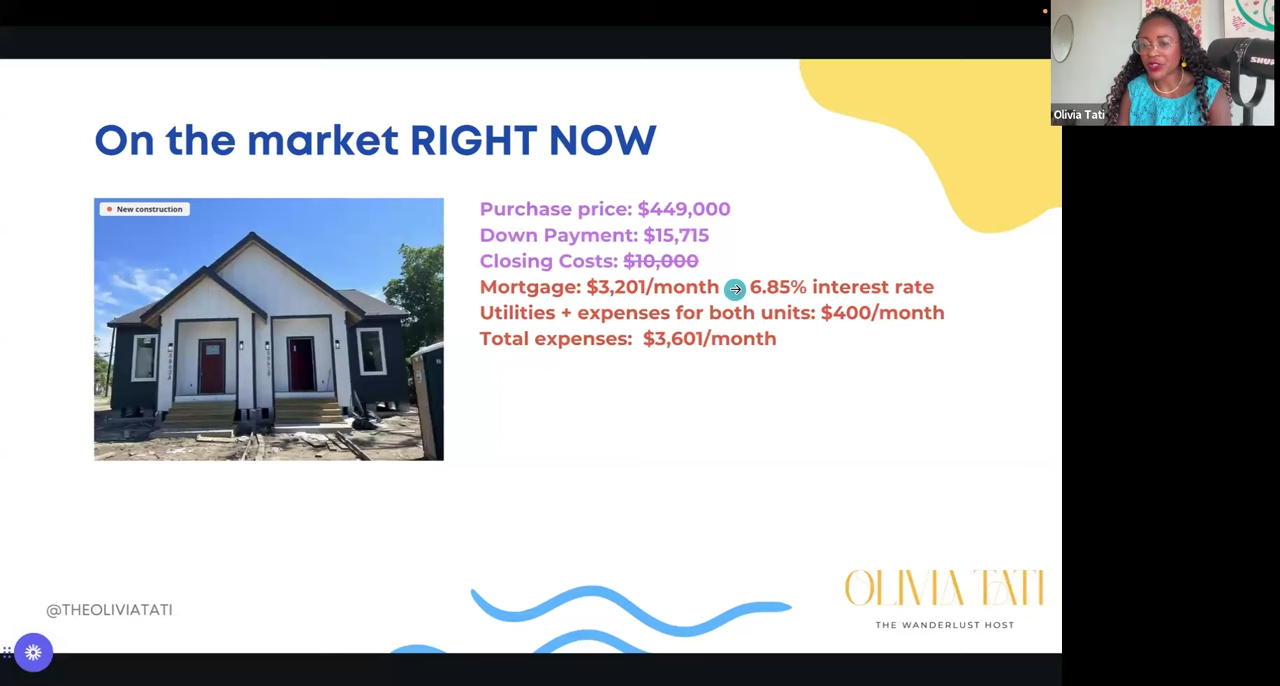 Olivia Tati
On the market RIGHT NOW
New construction
Purchase price: $449,000
Down Payment: $15,715
Closing Costs: $10,000
Mortgage: $3,201/month → 6.85% interest rate
Utilities + expenses for both units: $400/month
Total expenses: $3,601/month
@THEOLIVIATATI
OLIVIA TATI
THE WANDERLUST HOST